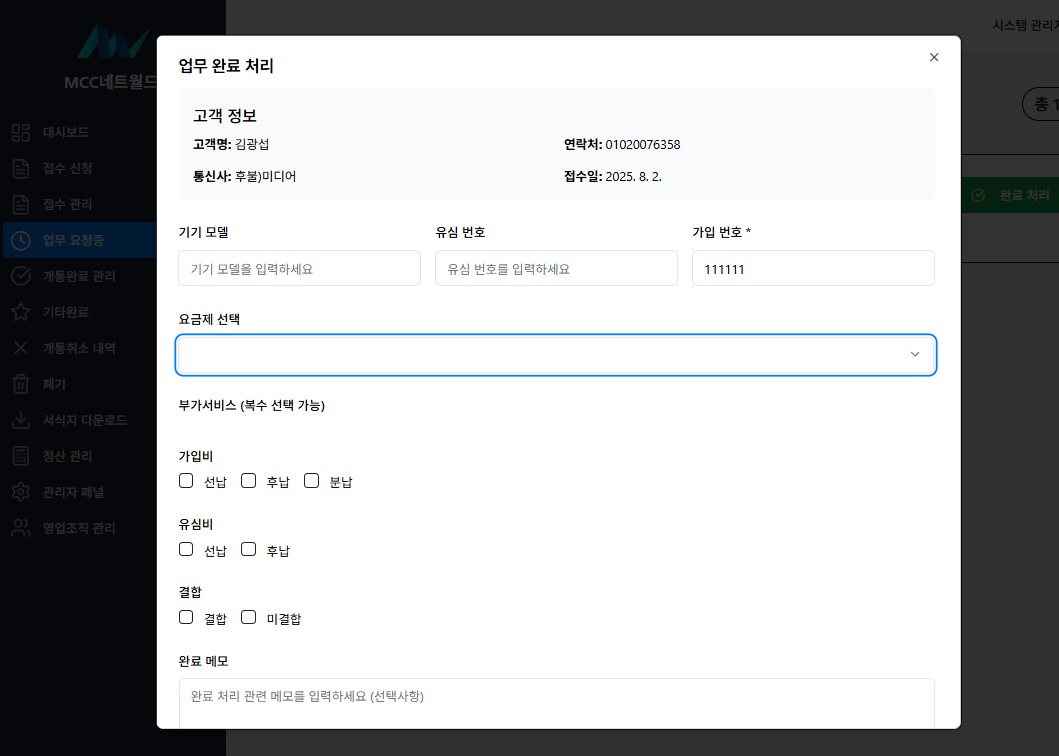 시스템 관리자
MCC네트월드
업무 완료 처리
고객 정보
총 1
대시보드
고객명: 김광섭
연락처: 01020076358
접수 신청
통신사: 후불)미디어
접수일: 2025. 8. 2.
완료 처리
접수 관리
업무 요청중
기기 모델
유심 번호
가입 번호 *
기기 모델을 입력하세요
유심 번호를 입력하세요
111111
개통완료 관리
기타완료
요금제 선택
개통취소 내역
폐기
부가서비스 (복수 선택 가능)
서식지 다운로드
정산 관리
가입비
선납
후납
분납
관리자 패널
영업조직 관리
유심비
선납
후납
결합
결합
미결합
완료 메모
완료 처리 관련 메모를 입력하세요 (선택사항)